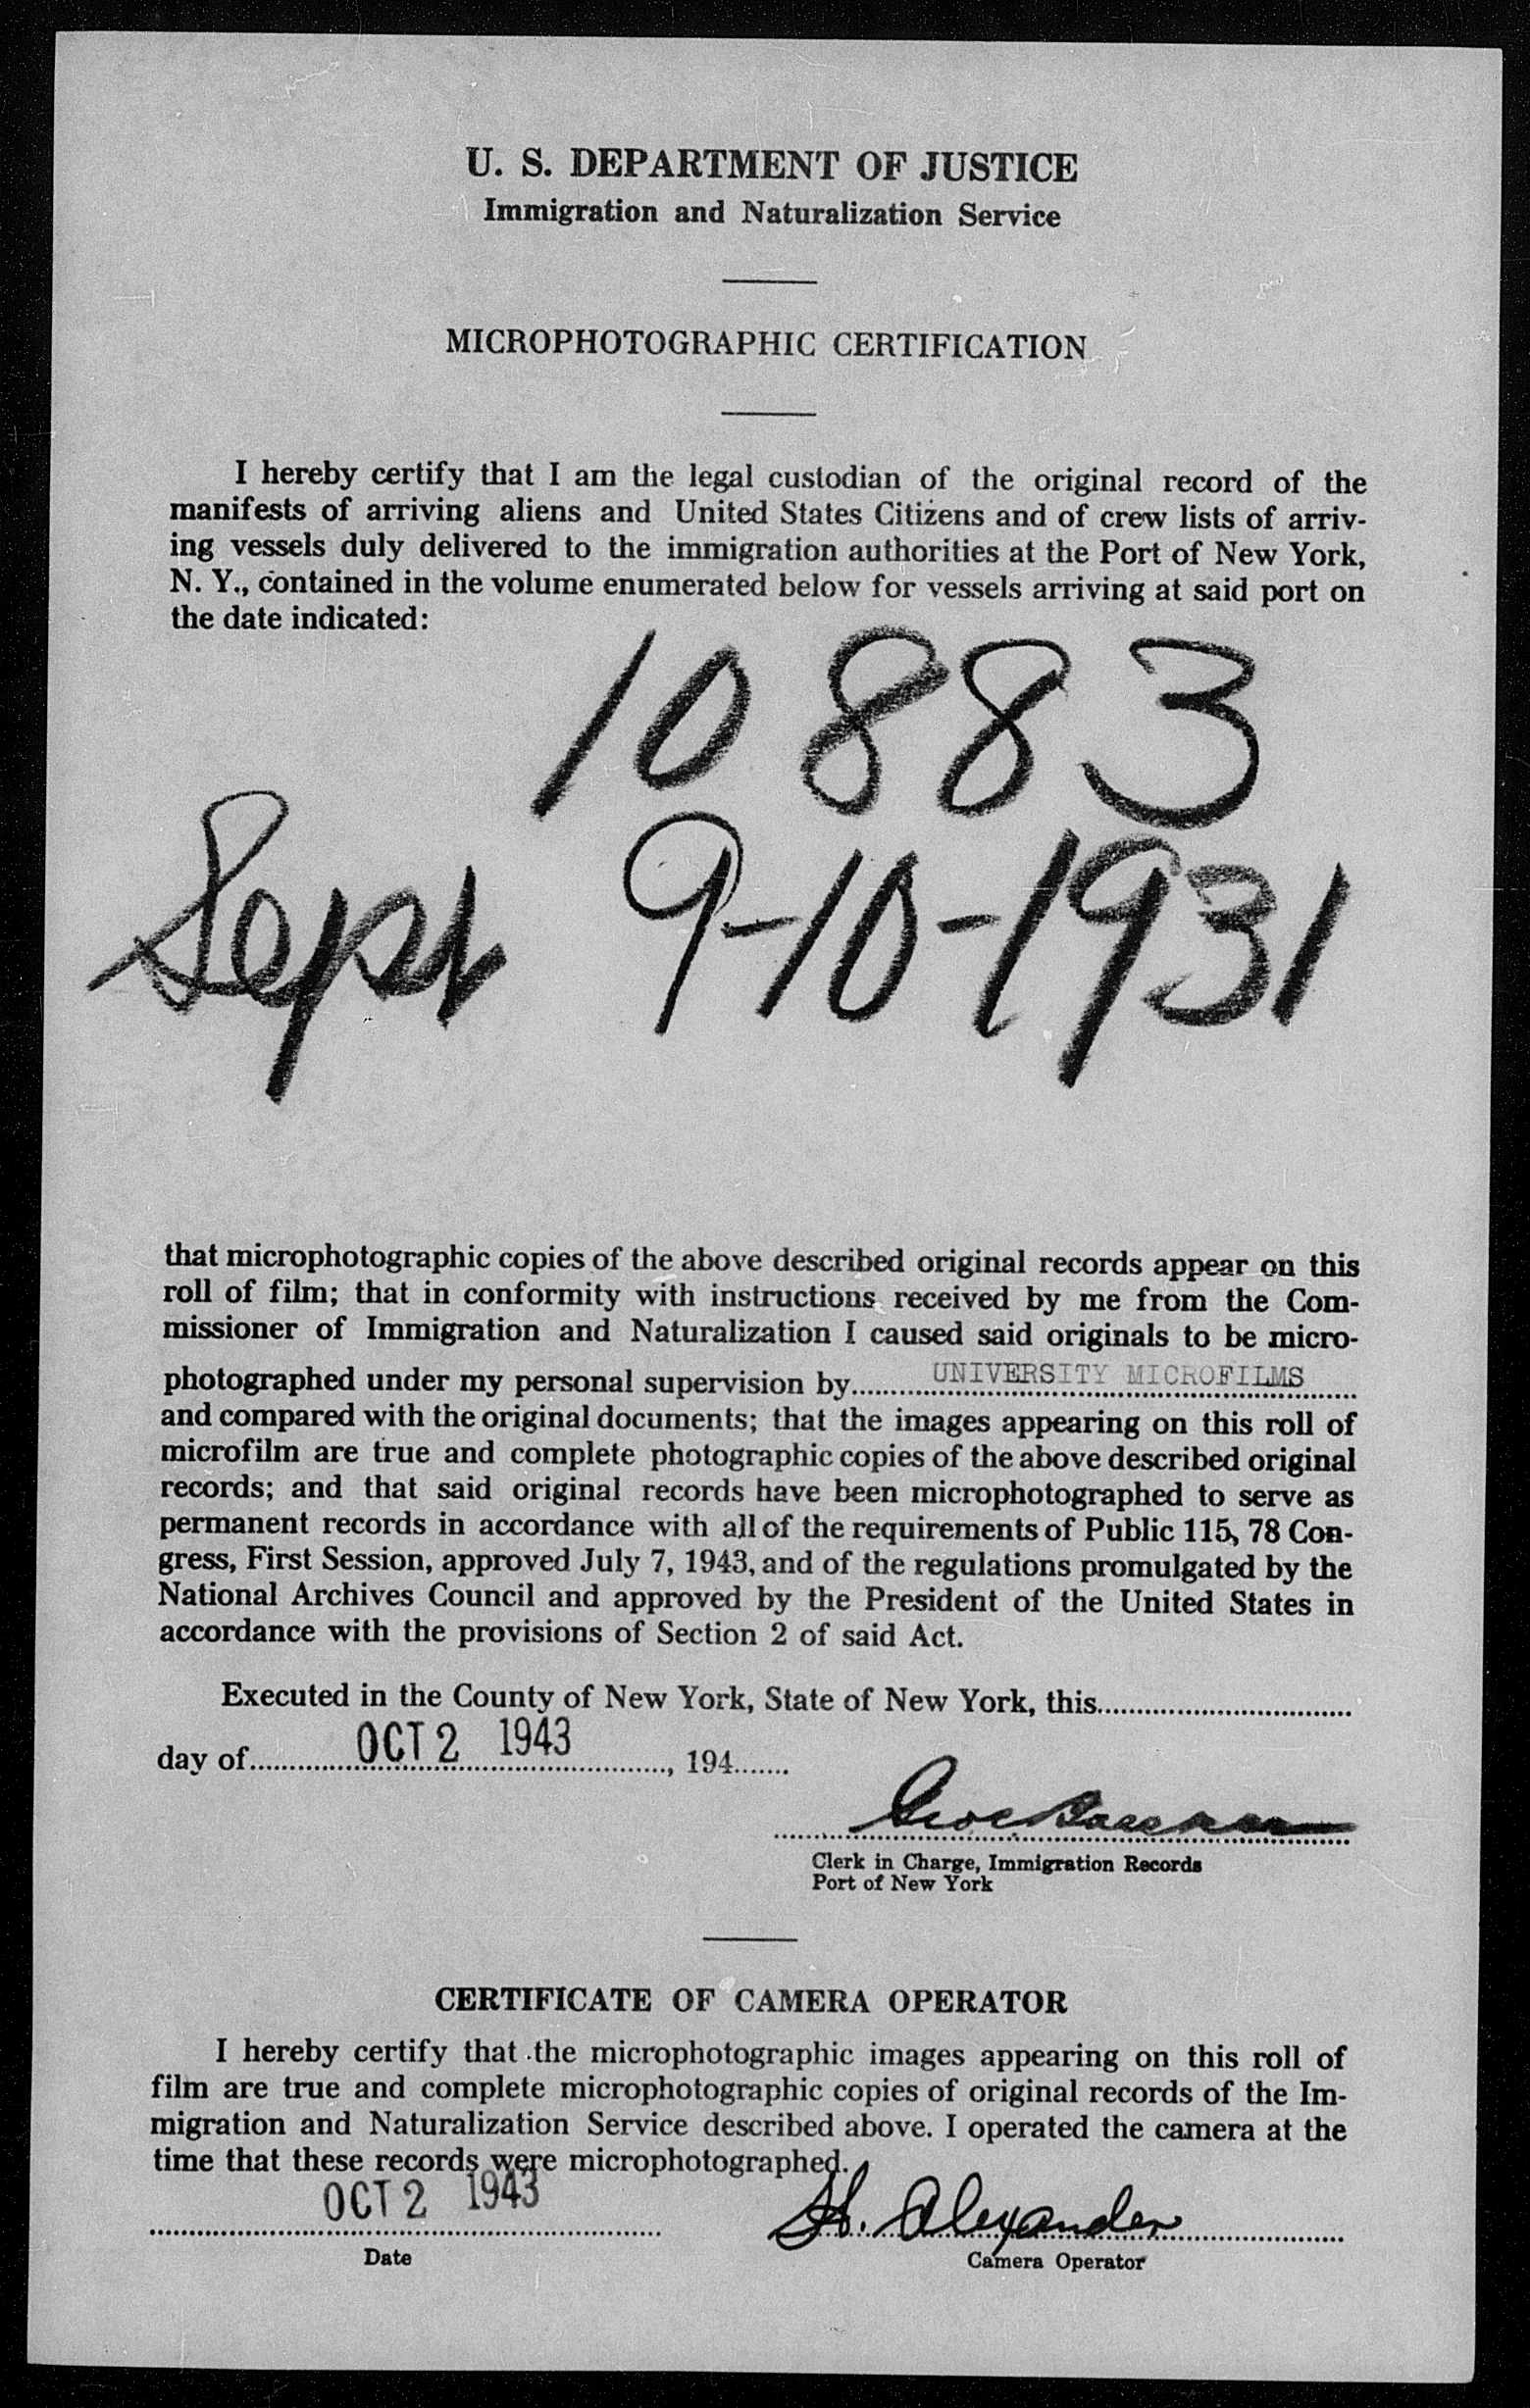 U. S. DEPARTMENT OF JUSTICE
Immigration and Naturalization Service
MICROPHOTOGRAPHIC CERTIFICATION
I hereby certify that I am the legal custodian of the original record of the
manifests of arriving aliens and United States Citizens and of crew lists of arriv-
ing vessels duly delivered to the immigration authorities at the Port of New York,
N. Y., contained in the volume enumerated below for vessels arriving at said port on
the date indicated:
10883
Sept 9-10-1931
that microphotographic copies of the above described original records appear on this
roll of film; that in conformity with instructions received by me from the Com-
missioner of Immigration and Naturalization I caused said originals to be micro-
photographed under my personal supervision by UNIVERSITY MICROFILMS
and compared with the original documents; that the images appearing on this roll of
microfilm are true and complete photographic copies of the above described original
records; and that said original records have been microphotographed to serve as
permanent records in accordance with all of the requirements of Public 115, 78 Con-
gress, First Session, approved July 7, 1943, and of the regulations promulgated by the
National Archives Council and approved by the President of the United States in
accordance with the provisions of Section 2 of said Act.
Executed in the County of New York, State of New York, this
day of OCT 2 1943, 194
Clerk in Charge, Immigration Records
Port of New York
CERTIFICATE OF CAMERA OPERATOR
I hereby certify that the microphotographic images appearing on this roll of
film are true and complete microphotographic copies of original records of the Im-
migration and Naturalization Service described above. I operated the camera at the
time that these records were microphotographed.
OCT 2 1943 H. Alexander
Date Camera Operator